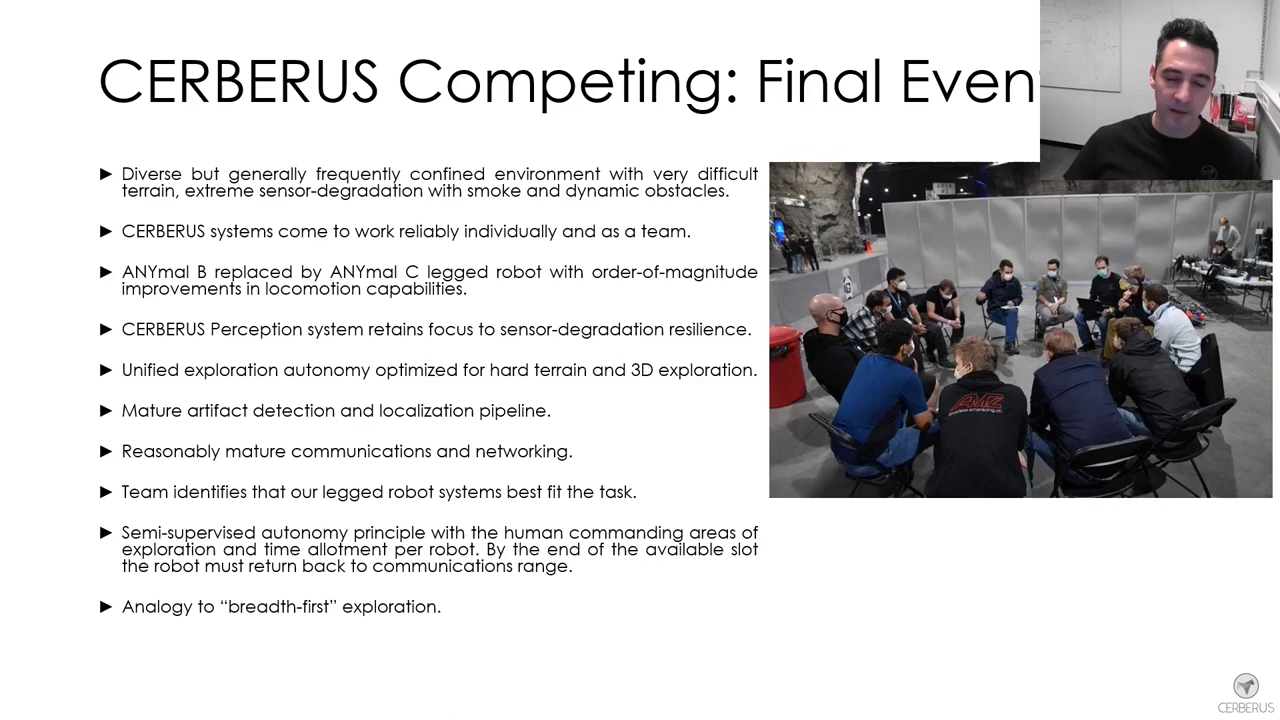 CERBERUS Competing: Final Even
► Diverse but generally frequently confined environment with very difficult
terrain, extreme sensor-degradation with smoke and dynamic obstacles.
► CERBERUS systems come to work reliably individually and as a team.
► ANYmal B replaced by ANYmal C legged robot with order-of-magnitude
improvements in locomotion capabilities.
► CERBERUS Perception system retains focus to sensor-degradation resilience.
► Unified exploration autonomy optimized for hard terrain and 3D exploration.
► Mature artifact detection and localization pipeline.
► Reasonably mature communications and networking.
► Team identifies that our legged robot systems best fit the task.
► Semi-supervised autonomy principle with the human commanding areas of
exploration and time allotment per robot. By the end of the available slot
the robot must return back to communications range.
► Analogy to “breadth-first” exploration.
AMZ
CERBERUS